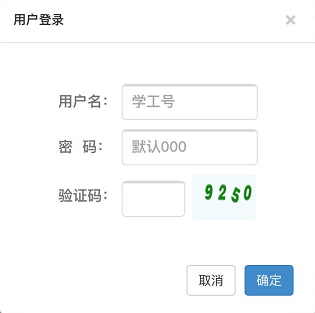 用户登录 ×
用户名： 学工号
密 码： 默认000
验证码： 9250
取消 确定